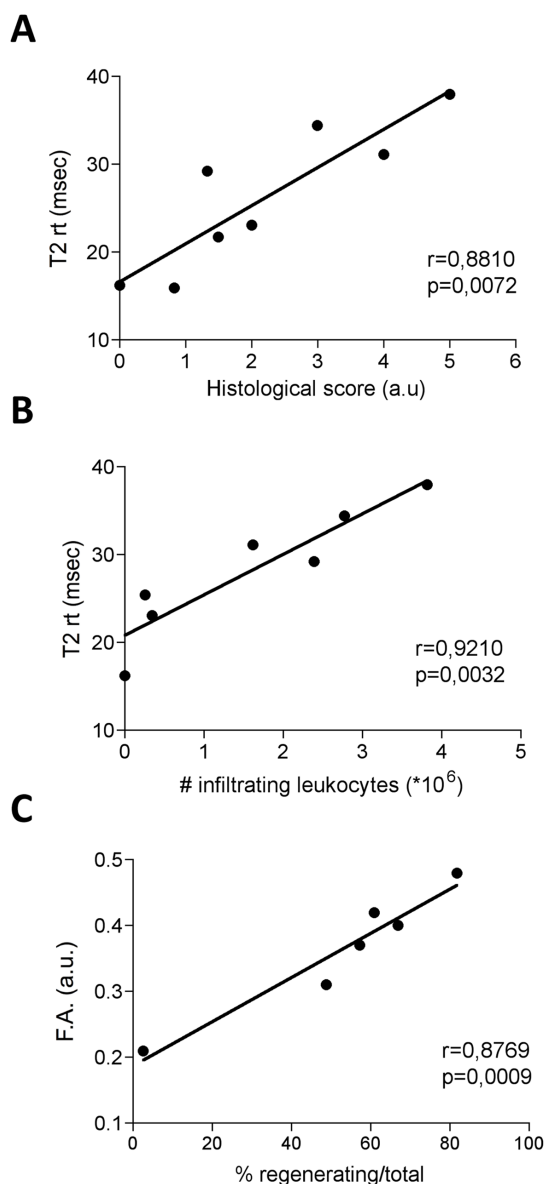 A
40
30
20
10
T2 rt (msec)
r=0,8810
p=0,0072
0 1 2 3 4 5 6
Histological score (a.u)
B
40
30
20
10
T2 rt (msec)
r=0,9210
p=0,0032
0 1 2 3 4 5
# infiltrating leukocytes (*10⁶)
C
0.5
0.4
0.3
0.2
0.1
F.A. (a.u.)
r=0,8769
p=0,0009
0 20 40 60 80 100
% regenerating/total